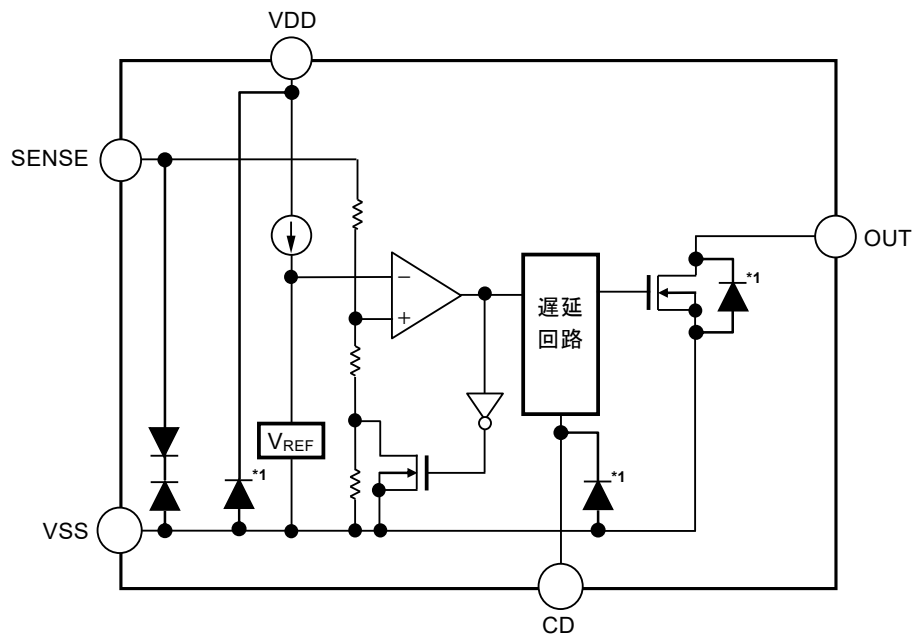 VDD
SENSE
OUT
*1
−
+
遅延
回路
VREF
*1
*1
VSS
CD